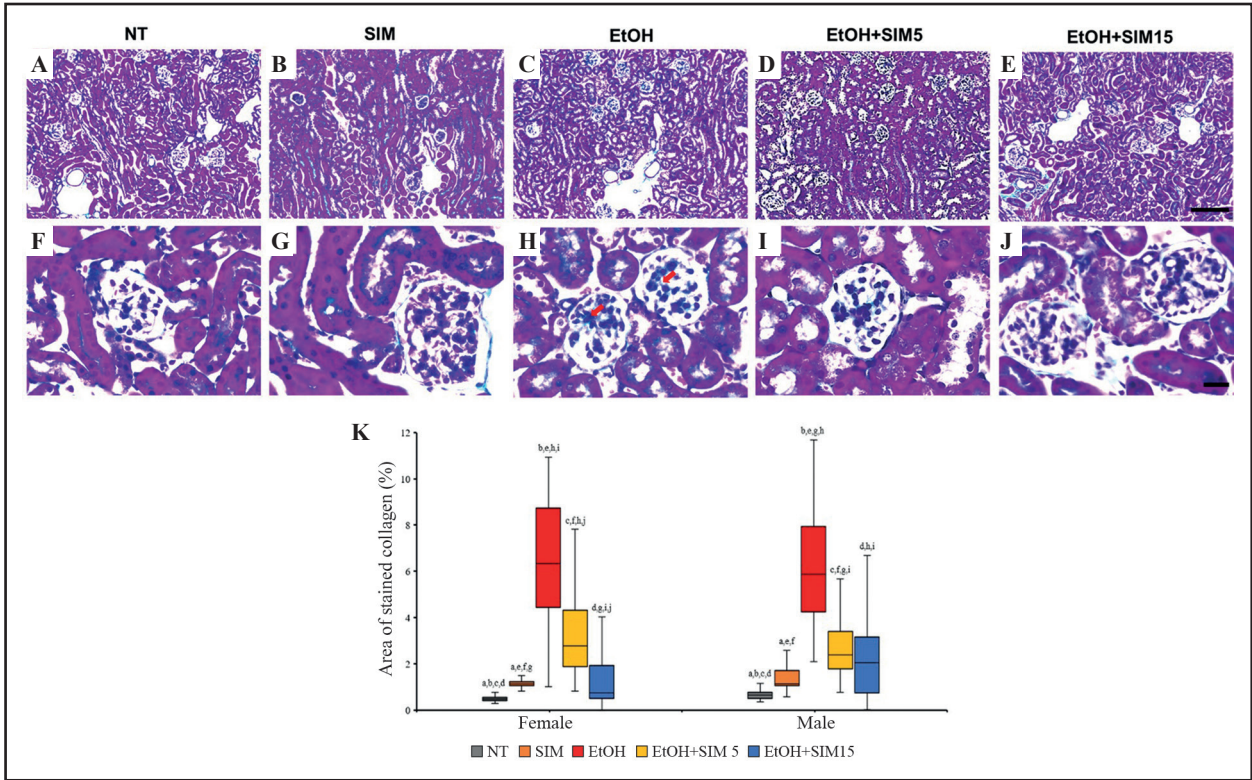 NT SIM EtOH EtOH+SIM5 EtOH+SIM15
A B C D E
F G H I J
K
Area of stained collagen (%)
12
10
8
6
4
2
0
a,b,c,d
a,e,f,g
b,e,h,i
c,f,h,j
d,g,i,j
a,b,c,d
a,e,f
b,e,g,h
c,f,g,i
d,h,i
Female Male
NT SIM EtOH EtOH+SIM 5 EtOH+SIM15